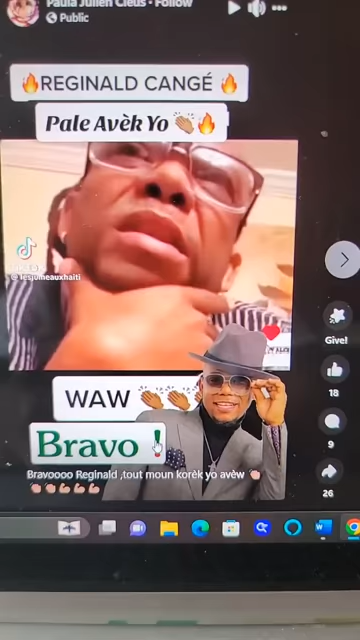 Paula Julien Cleus • Follow
Public
🔥REGINALD CANGÉ 🔥
Pale Avèk Yo 👏🔥
@lesjumeauxhaiti
WAW 👏👏👏
Bravo !
Bravoooo Reginald ,tout moun korèk yo avèw 👏
👏👏💪💪💪
Givel
18
9
26